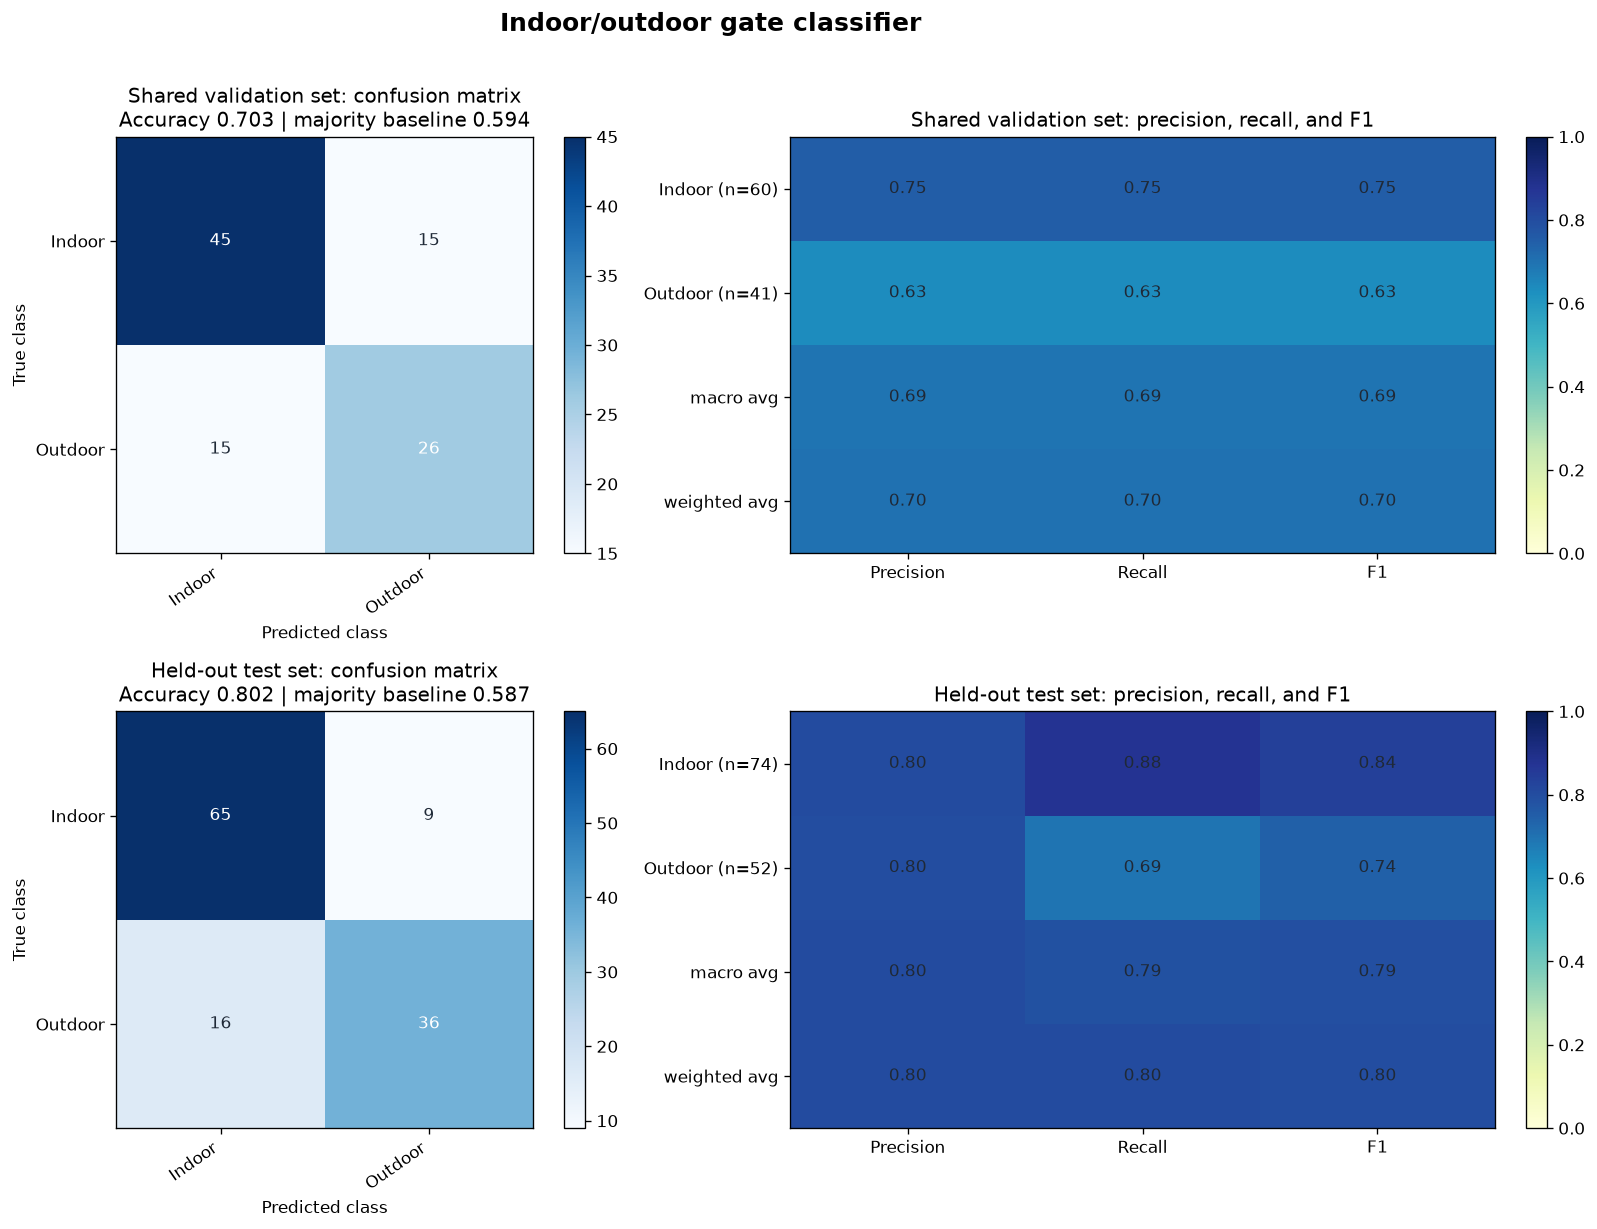 Indoor/outdoor gate classifier
Shared validation set: confusion matrix
Accuracy 0.703 | majority baseline 0.594
True class
Indoor
Outdoor
45
15
15
26
Indoor
Outdoor
Predicted class
45
40
35
30
25
20
15
Shared validation set: precision, recall, and F1
Indoor (n=60)
0.75
0.75
0.75
Outdoor (n=41)
0.63
0.63
0.63
macro avg
0.69
0.69
0.69
weighted avg
0.70
0.70
0.70
Precision
Recall
F1
1.0
0.8
0.6
0.4
0.2
0.0
Held-out test set: confusion matrix
Accuracy 0.802 | majority baseline 0.587
True class
Indoor
Outdoor
65
9
16
36
Indoor
Outdoor
Predicted class
60
50
40
30
20
10
Held-out test set: precision, recall, and F1
Indoor (n=74)
0.80
0.88
0.84
Outdoor (n=52)
0.80
0.69
0.74
macro avg
0.80
0.79
0.79
weighted avg
0.80
0.80
0.80
Precision
Recall
F1
1.0
0.8
0.6
0.4
0.2
0.0